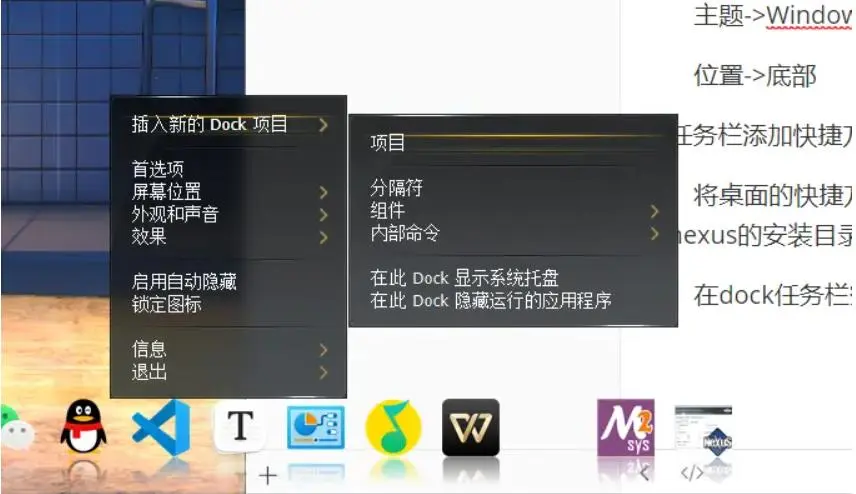 主题->Window
位置->底部
任务栏添加快捷方
将桌面的快捷方
nexus的安装目录
在dock任务栏
插入新的 Dock 项目
首选项
屏幕位置
外观和声音
效果
启用自动隐藏
锁定图标
信息
退出
项目
分隔符
组件
内部命令
在此 Dock 显示系统托盘
在此 Dock 隐藏运行的应用程序
T
W
M2
sys
NEXUS